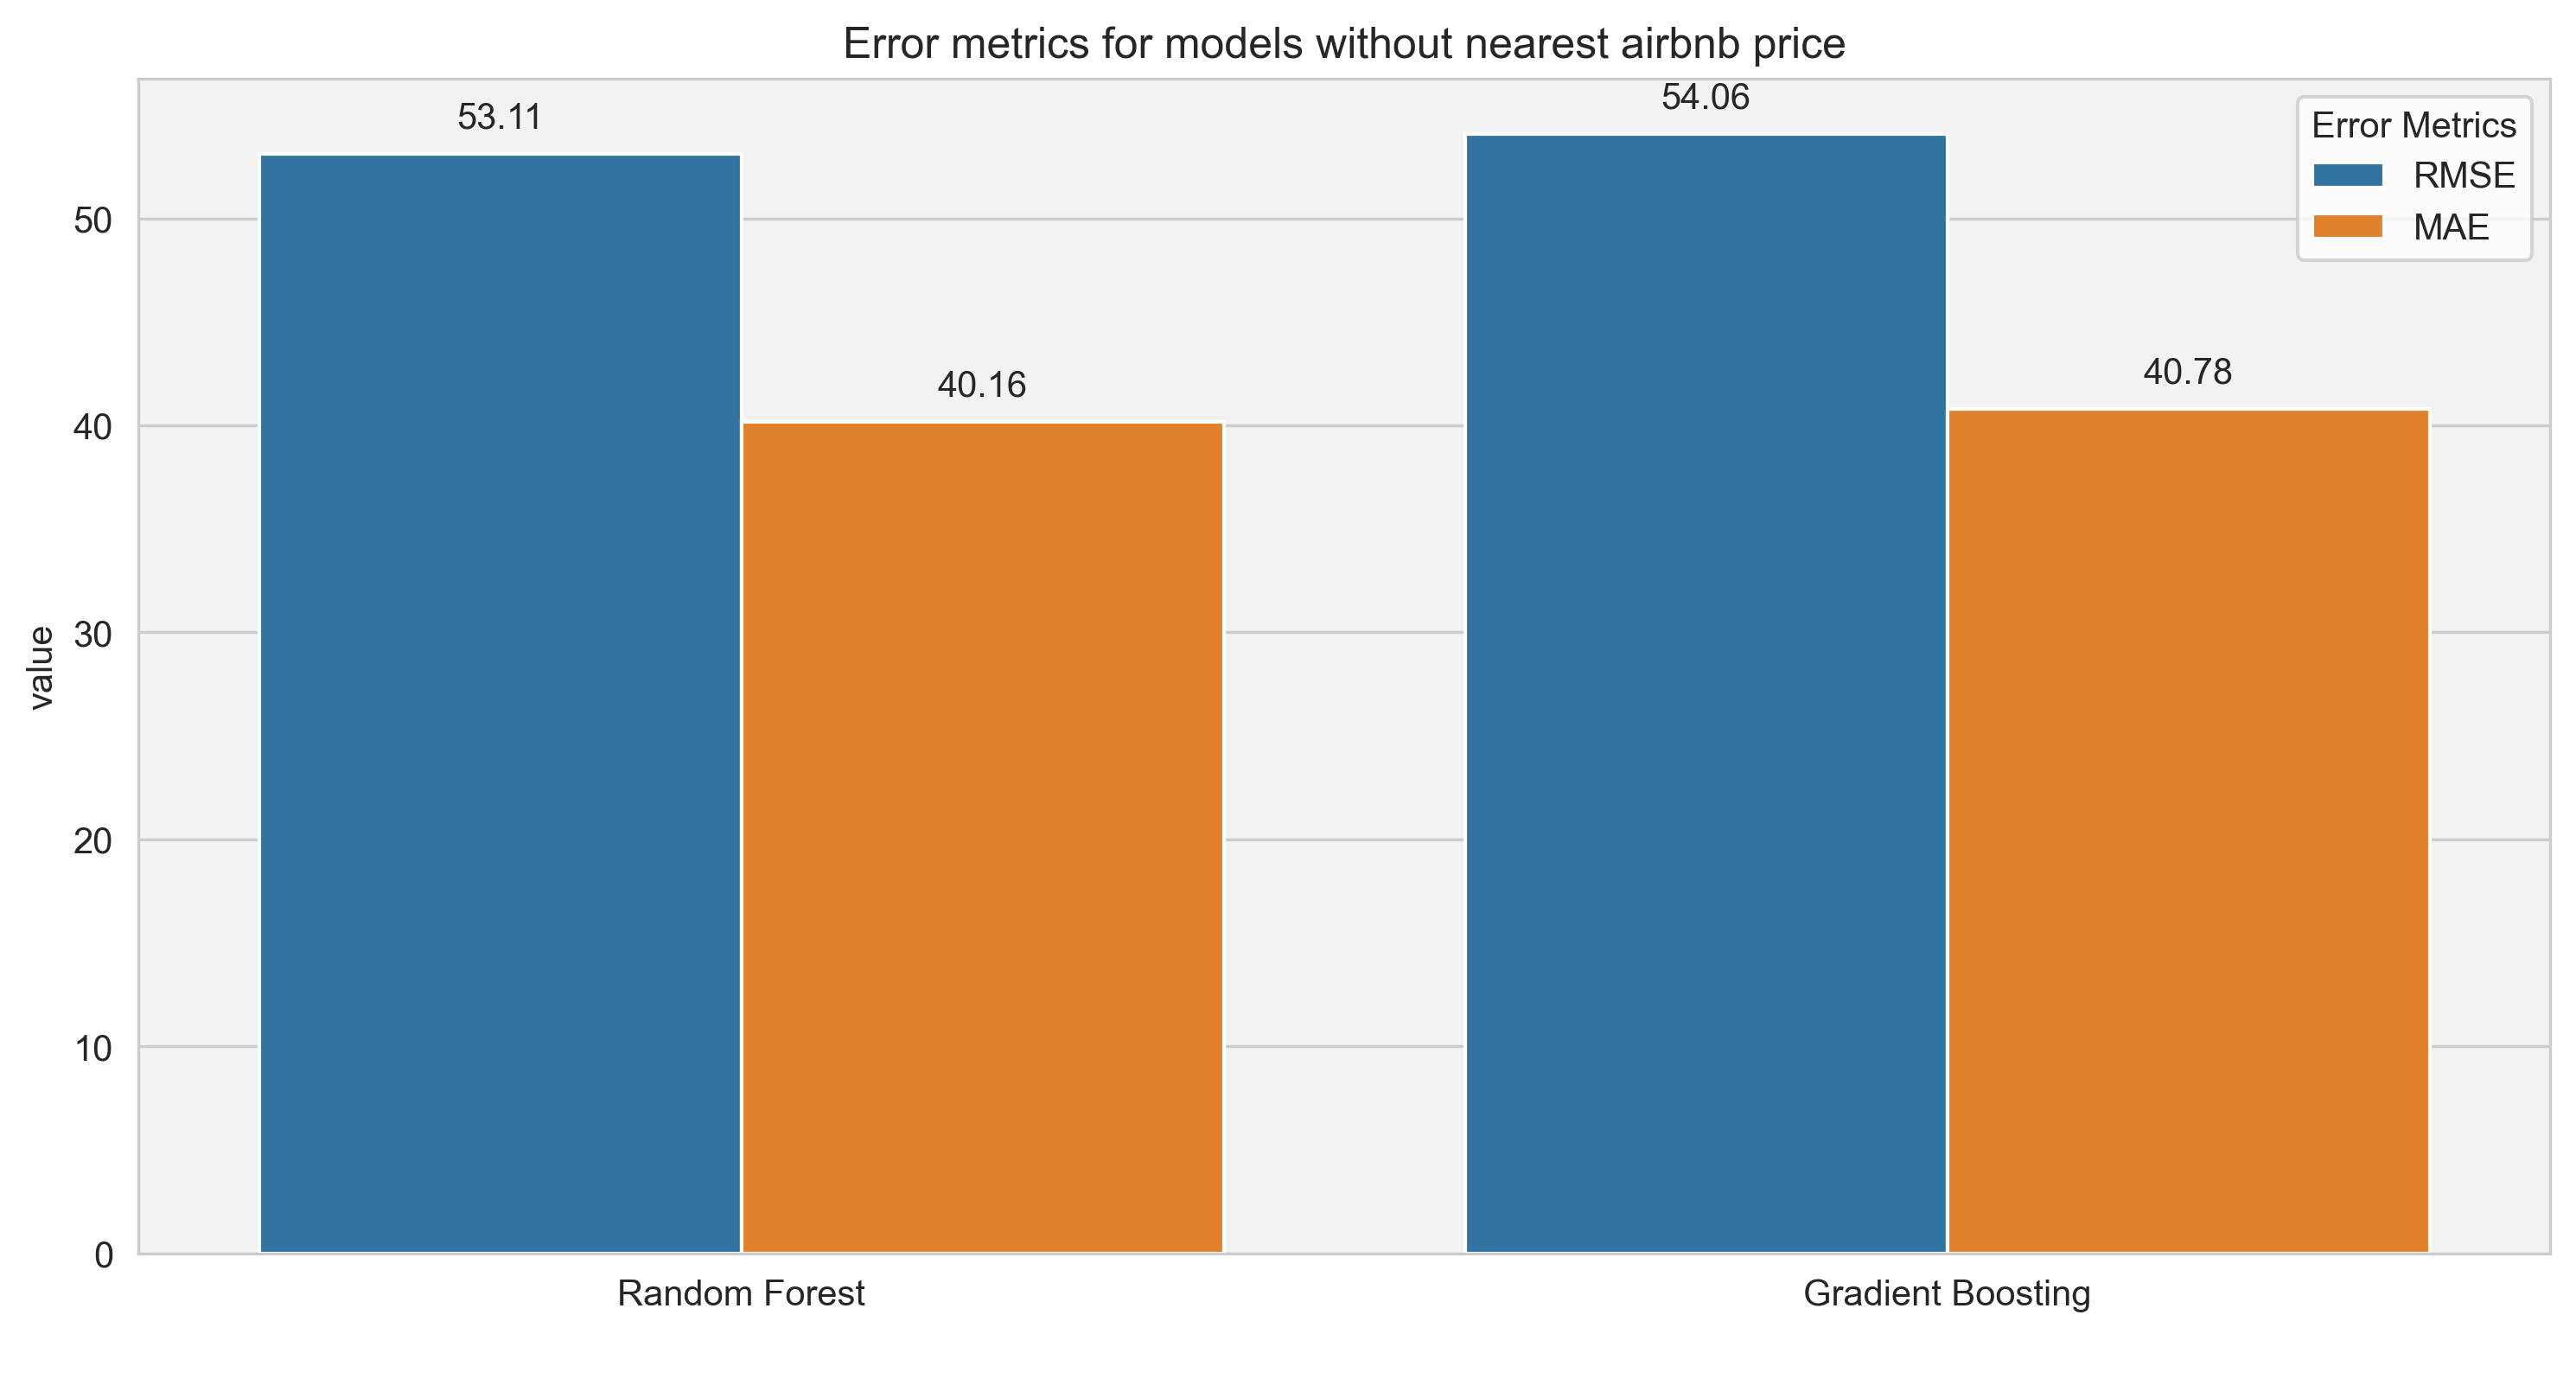 Error metrics for models without nearest airbnb price
53.11
54.06
Error Metrics
RMSE
MAE
40.16
40.78
50
40
30
20
10
0
value
Random Forest
Gradient Boosting